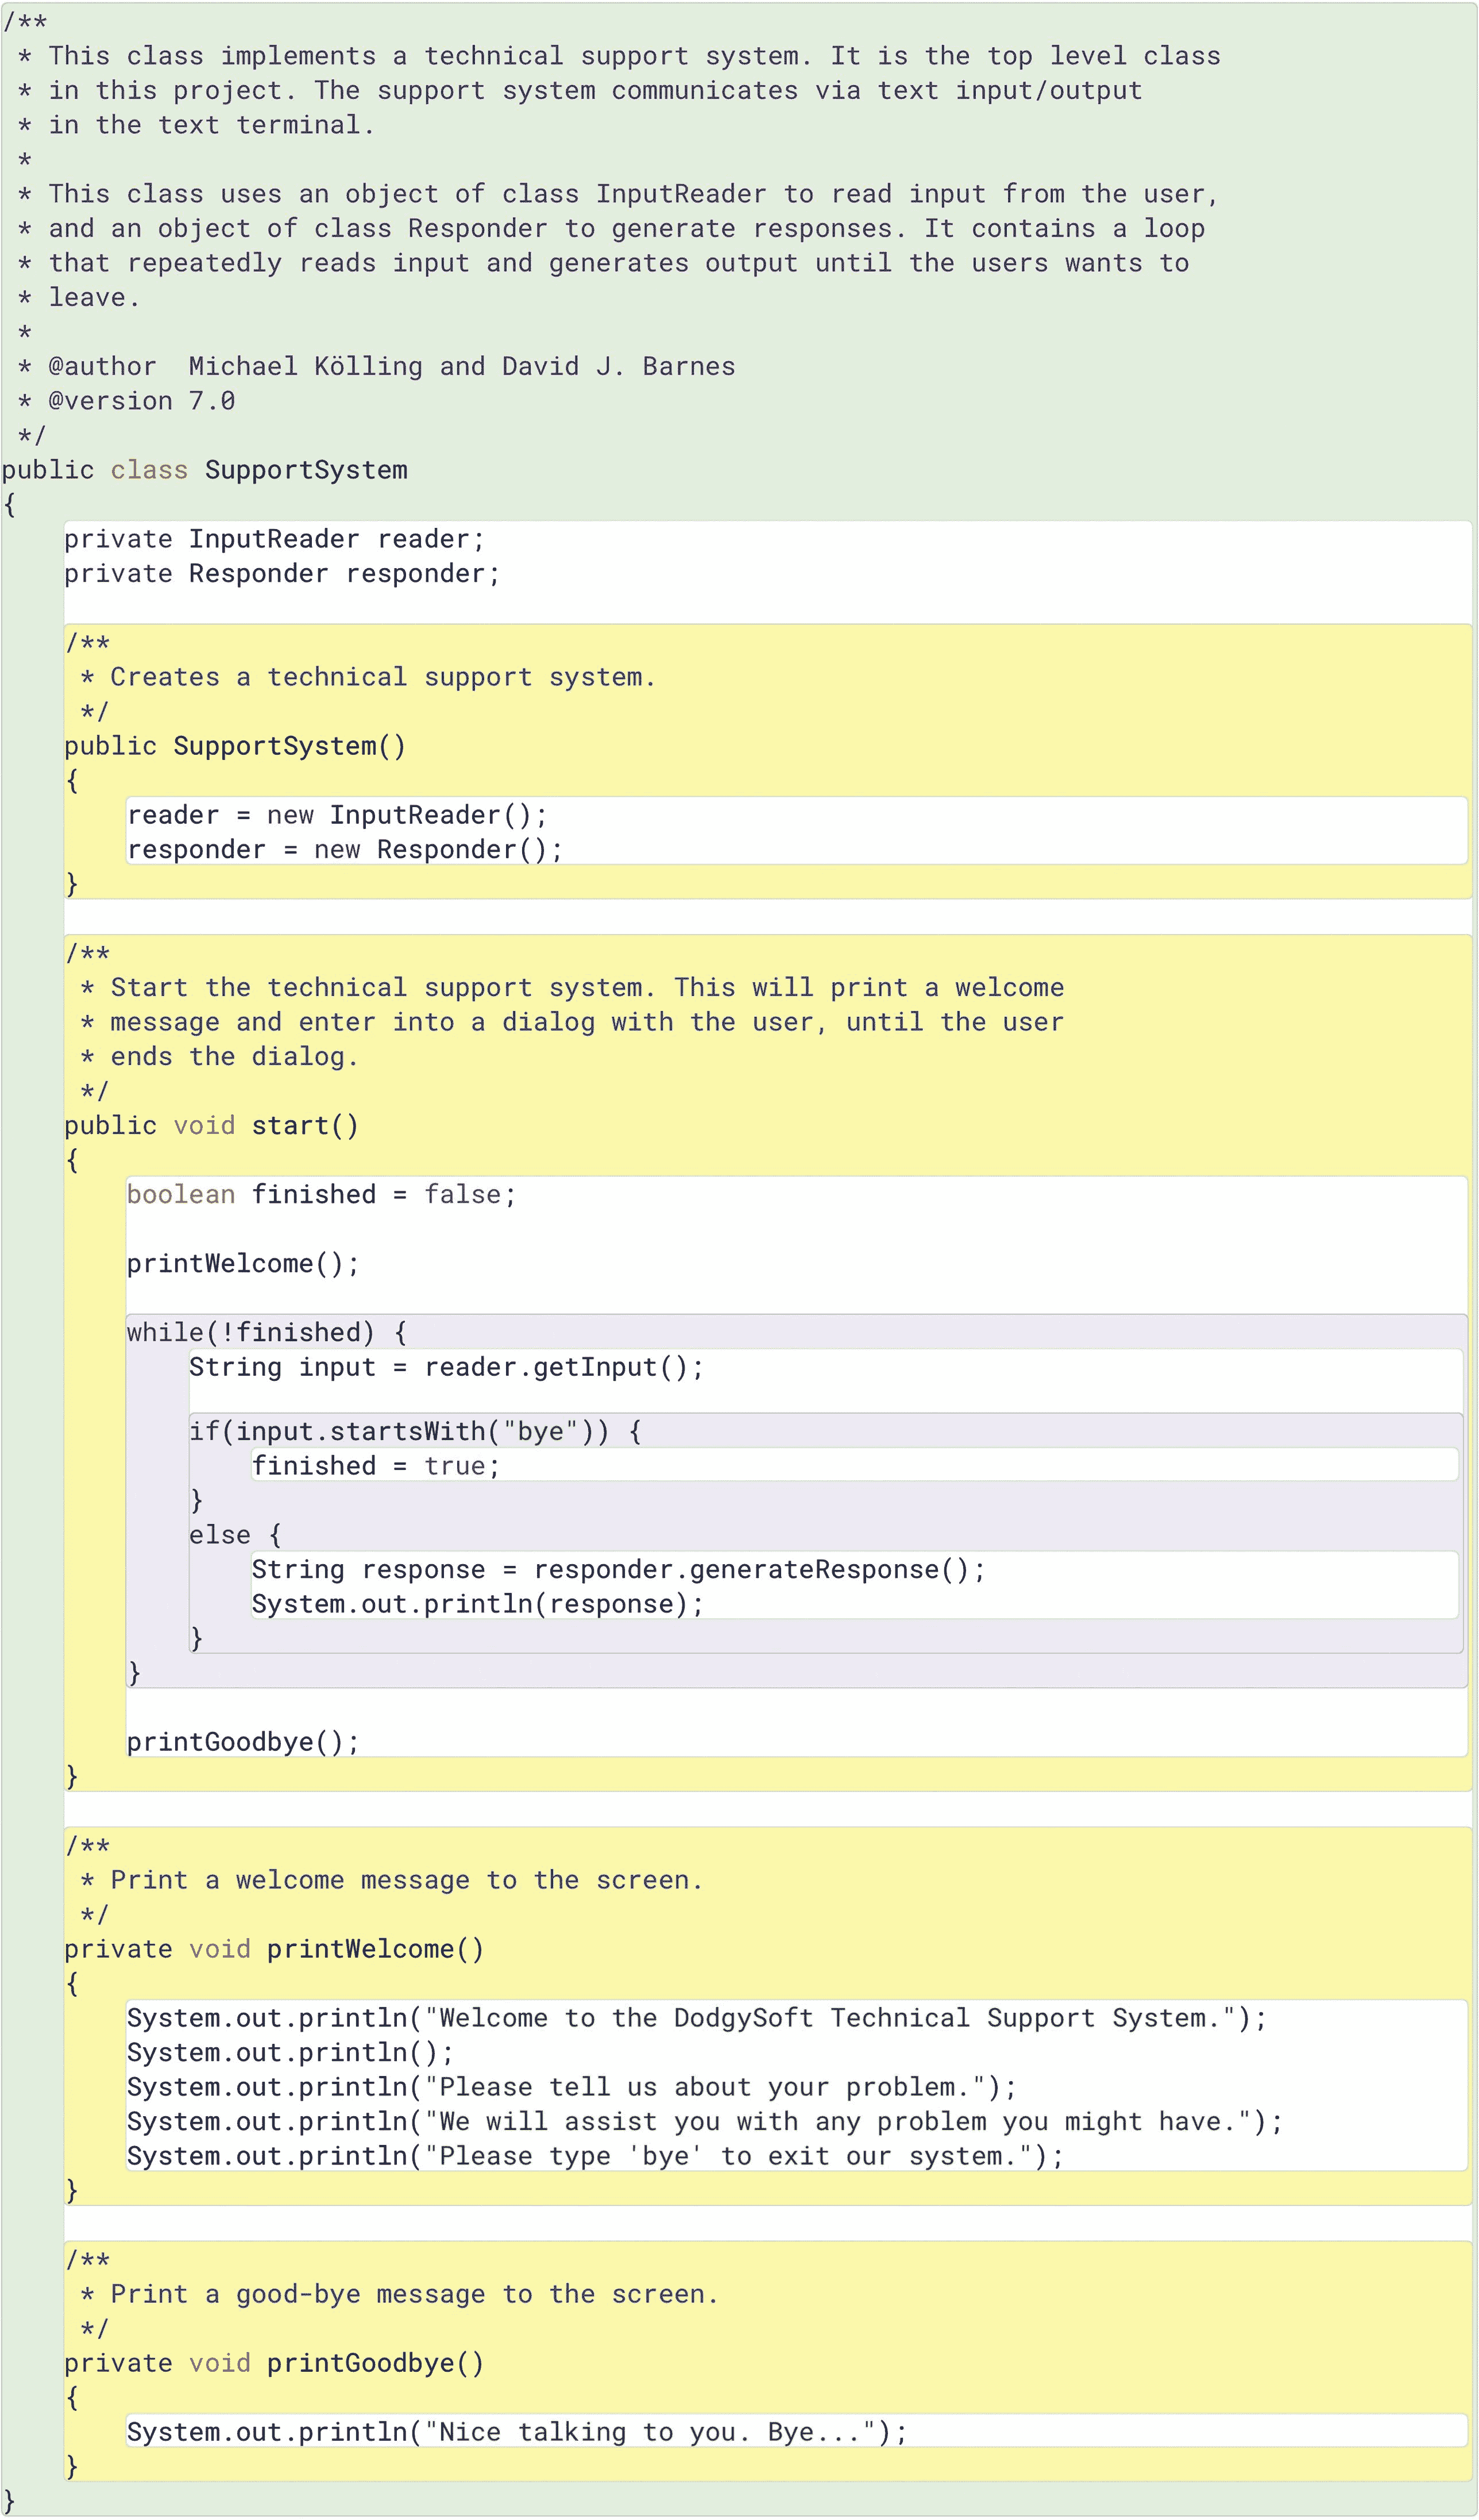 /**
 * This class implements a technical support system. It is the top level class
 * in this project. The support system communicates via text input/output
 * in the text terminal.
 *
 * This class uses an object of class InputReader to read input from the user,
 * and an object of class Responder to generate responses. It contains a loop
 * that repeatedly reads input and generates output until the users wants to
 * leave.
 *
 * @author  Michael Kölling and David J. Barnes
 * @version 7.0
 */
public class SupportSystem
{
    private InputReader reader;
    private Responder responder;

    /**
     * Creates a technical support system.
     */
    public SupportSystem()
    {
        reader = new InputReader();
        responder = new Responder();
    }

    /**
     * Start the technical support system. This will print a welcome
     * message and enter into a dialog with the user, until the user
     * ends the dialog.
     */
    public void start()
    {
        boolean finished = false;

        printWelcome();

        while(!finished) {
            String input = reader.getInput();

            if(input.startsWith("bye")) {
                finished = true;
            }
            else {
                String response = responder.generateResponse();
                System.out.println(response);
            }
        }

        printGoodbye();
    }

    /**
     * Print a welcome message to the screen.
     */
    private void printWelcome()
    {
        System.out.println("Welcome to the DodgySoft Technical Support System.");
        System.out.println();
        System.out.println("Please tell us about your problem.");
        System.out.println("We will assist you with any problem you might have.");
        System.out.println("Please type 'bye' to exit our system.");
    }

    /**
     * Print a good-bye message to the screen.
     */
    private void printGoodbye()
    {
        System.out.println("Nice talking to you. Bye...");
    }
}